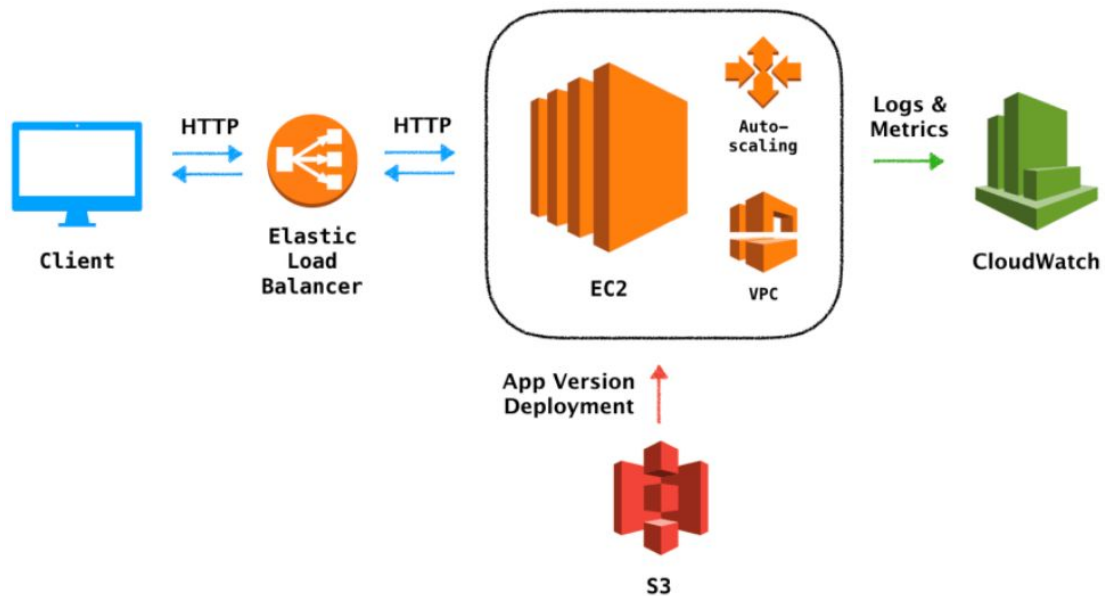 HTTP
HTTP
Client
Elastic
Load
Balancer
EC2
Auto-
scaling
VPC
Logs &
Metrics
CloudWatch
App Version
Deployment
S3